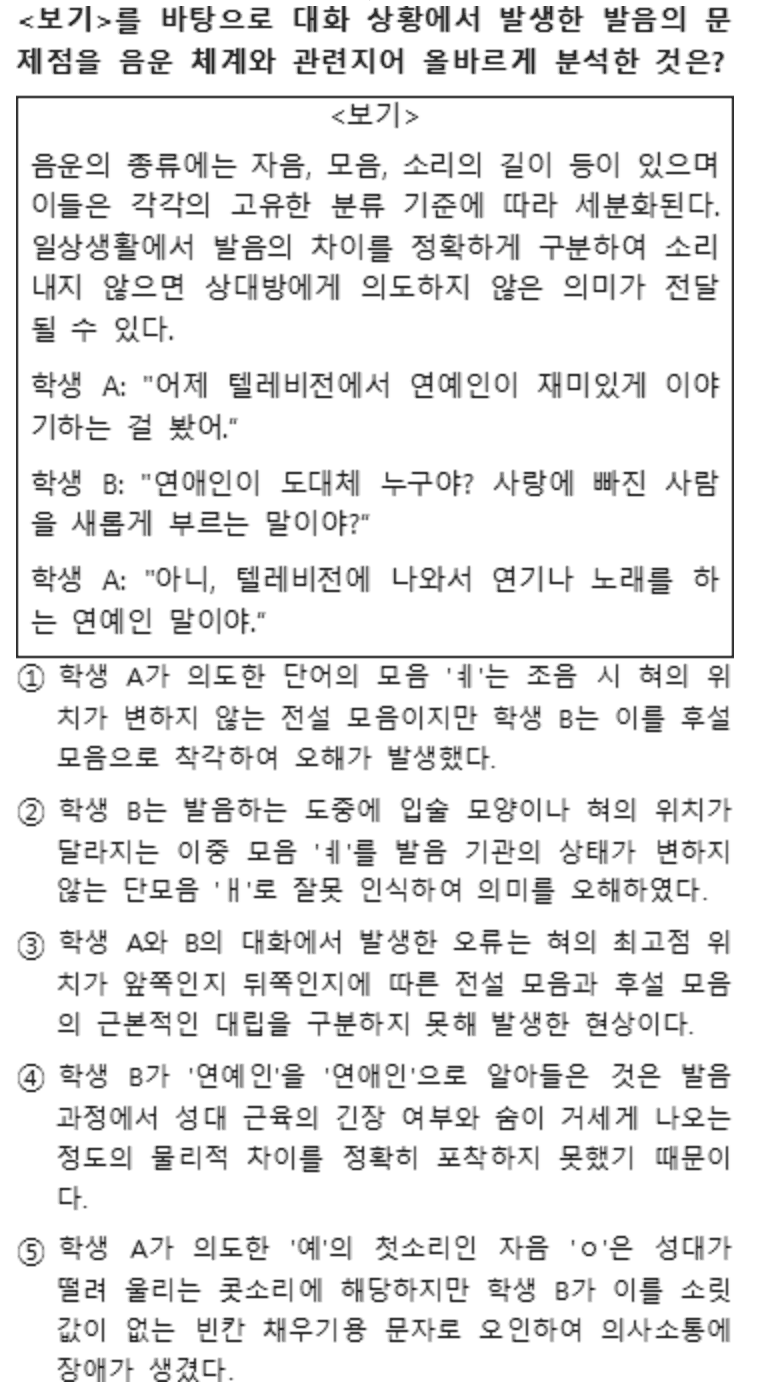 <보기>를 바탕으로 대화 상황에서 발생한 발음의 문
제점을 음운 체계와 관련지어 올바르게 분석한 것은?
<보기>
음운의 종류에는 자음, 모음, 소리의 길이 등이 있으며
이들은 각각의 고유한 분류 기준에 따라 세분화된다.
일상생활에서 발음의 차이를 정확하게 구분하여 소리
내지 않으면 상대방에게 의도하지 않은 의미가 전달
될 수 있다.
학생 A: "어제 텔레비전에서 연예인이 재미있게 이야
기하는 걸 봤어."
학생 B: "연애인이 도대체 누구야? 사랑에 빠진 사람
을 새롭게 부르는 말이야?"
학생 A: "아니, 텔레비전에 나와서 연기나 노래를 하
는 연예인 말이야."
① 학생 A가 의도한 단어의 모음 'ㅖ'는 조음 시 혀의 위
치가 변하지 않는 전설 모음이지만 학생 B는 이를 후설
모음으로 착각하여 오해가 발생했다.
② 학생 B는 발음하는 도중에 입술 모양이나 혀의 위치가
달라지는 이중 모음 'ㅖ'를 발음 기관의 상태가 변하지
않는 단모음 'ㅐ'로 잘못 인식하여 의미를 오해하였다.
③ 학생 A와 B의 대화에서 발생한 오류는 혀의 최고점 위
치가 앞쪽인지 뒤쪽인지에 따른 전설 모음과 후설 모음
의 근본적인 대립을 구분하지 못해 발생한 현상이다.
④ 학생 B가 '연예인'을 '연애인'으로 알아들은 것은 발음
과정에서 성대 근육의 긴장 여부와 숨이 거세게 나오는
정도의 물리적 차이를 정확히 포착하지 못했기 때문이
다.
⑤ 학생 A가 의도한 '예'의 첫소리인 자음 'ㅇ'은 성대가
떨려 울리는 콧소리에 해당하지만 학생 B가 이를 소릿
값이 없는 빈칸 채우기용 문자로 오인하여 의사소통에
장애가 생겼다.